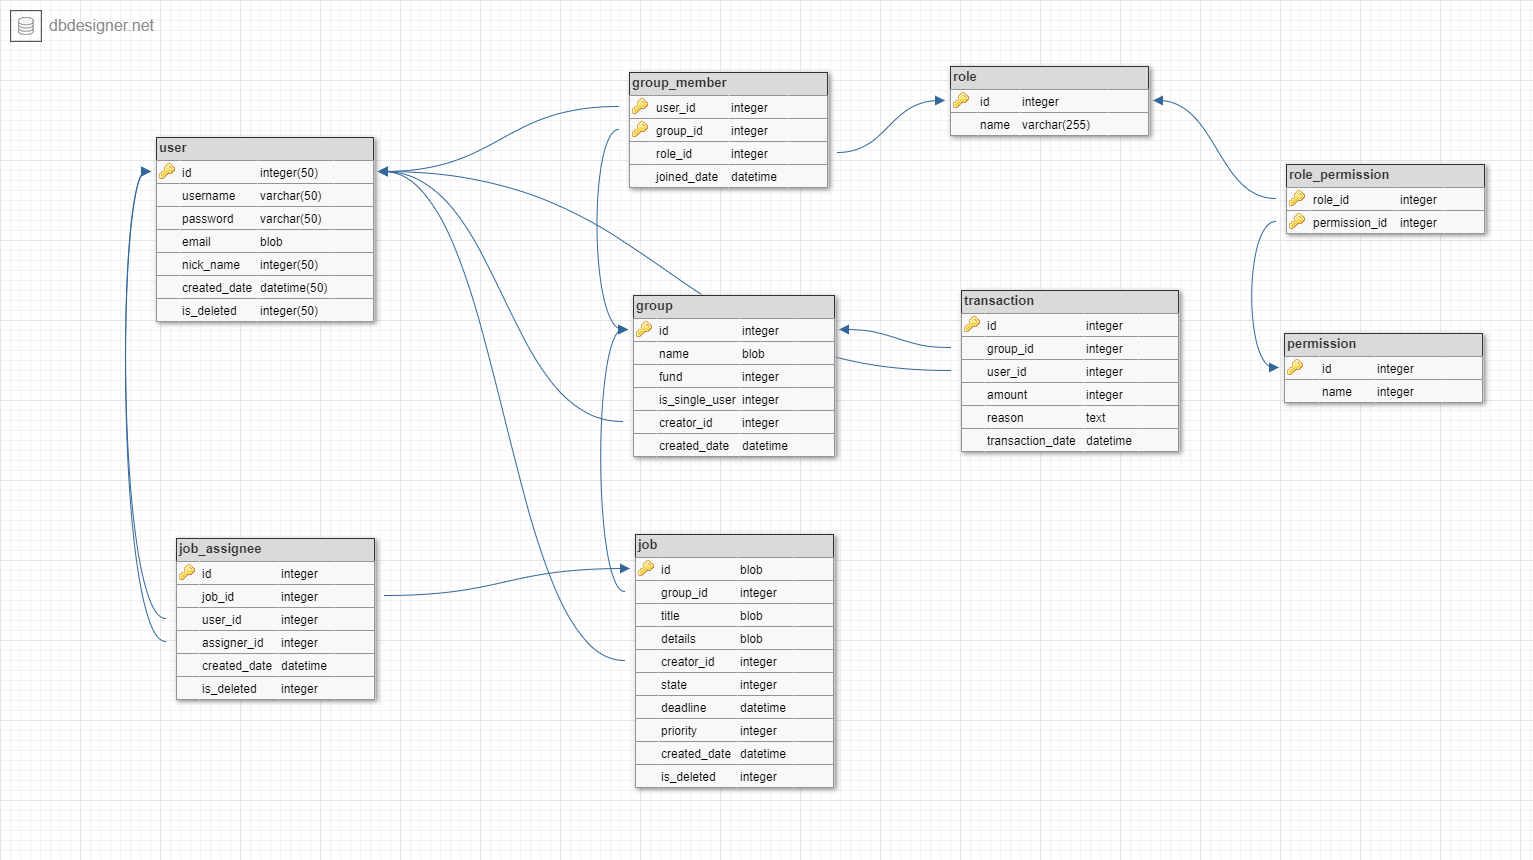 dbdesigner.net
group_member
user_id integer
group_id integer
role_id integer
joined_date datetime
role
id integer
name varchar(255)
user
id integer(50)
username varchar(50)
password varchar(50)
email blob
nick_name integer(50)
created_date datetime(50)
is_deleted integer(50)
role_permission
role_id integer
permission_id integer
group
id integer
name blob
fund integer
is_single_user integer
creator_id integer
created_date datetime
transaction
id integer
group_id integer
user_id integer
amount integer
reason text
transaction_date datetime
permission
id integer
name integer
job_assignee
id integer
job_id integer
user_id integer
assigner_id integer
created_date datetime
is_deleted integer
job
id blob
group_id integer
title blob
details blob
creator_id integer
state integer
deadline datetime
priority integer
created_date datetime
is_deleted integer